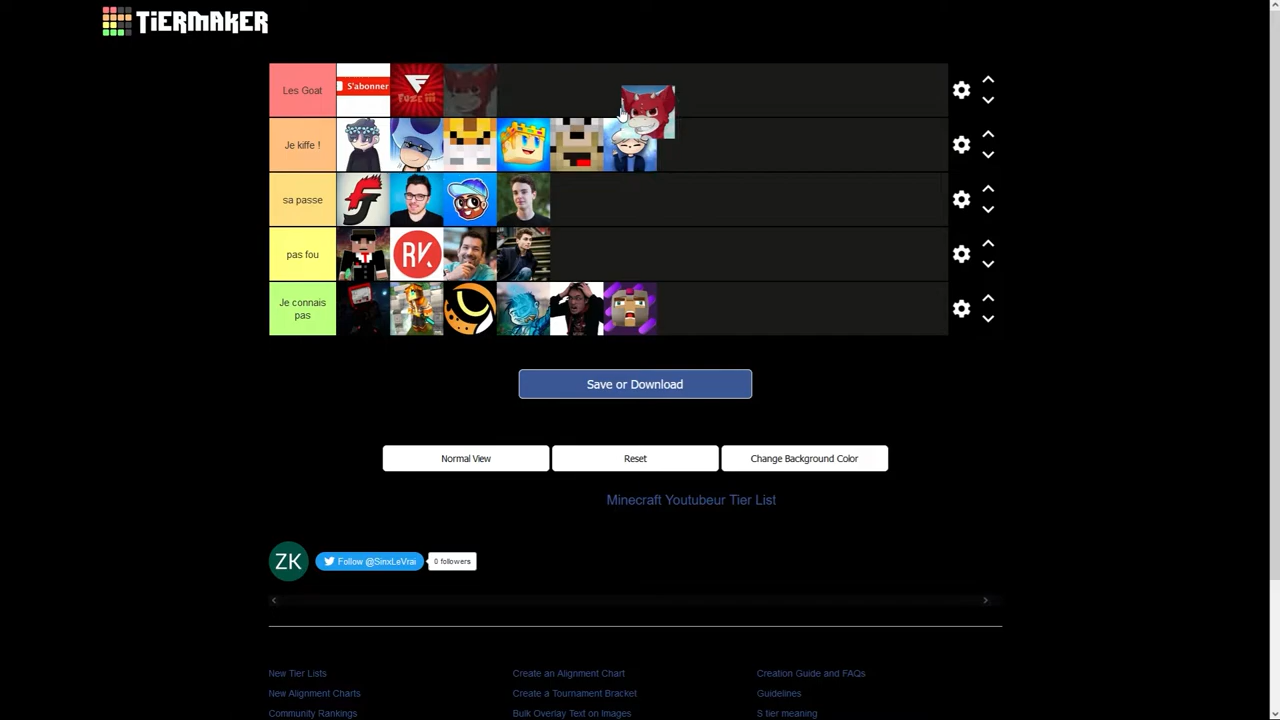 TiERMAKER
Les Goat
S'abonner
FUZE III
Je kiffe !
sa passe
pas fou
RK
Je connais
pas
Save or Download
Normal View
Reset
Change Background Color
Minecraft Youtubeur Tier List
ZK
Follow @SinxLeVrai
0 followers
New Tier Lists
Create an Alignment Chart
Creation Guide and FAQs
New Alignment Charts
Create a Tournament Bracket
Guidelines
Community Rankings
Bulk Overlay Text on Images
S tier meaning